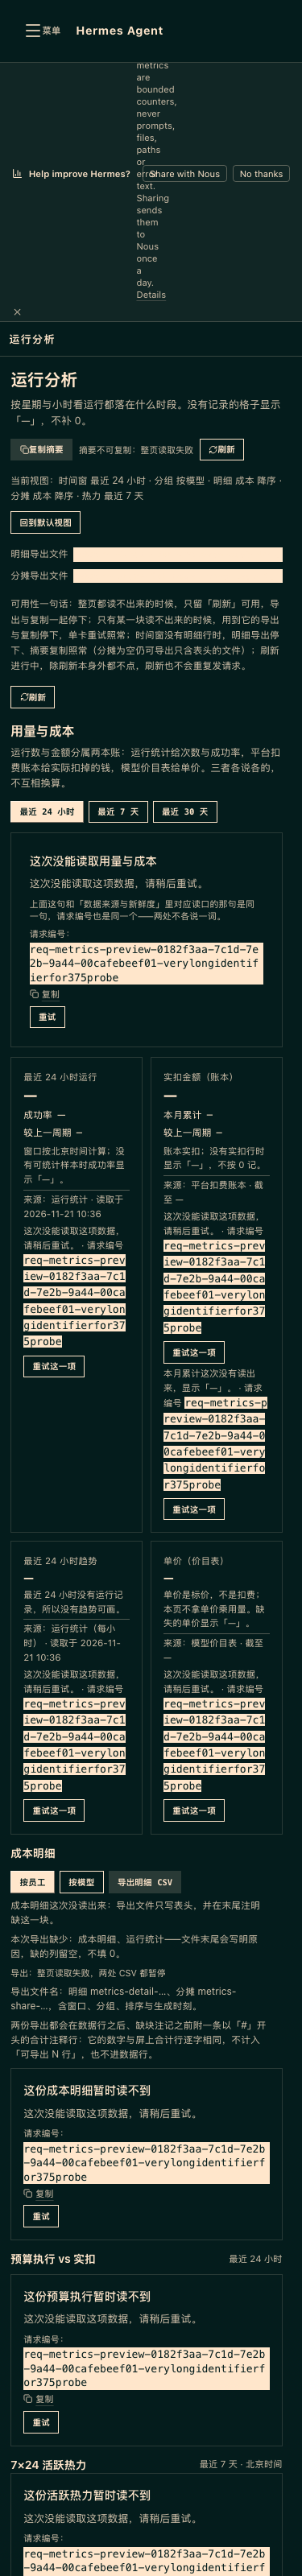 菜单 Hermes Agent
metrics
are
bounded
counters,
never
prompts,
files,
paths
or
Help improve Hermes? error Share with Nous No thanks
text.
Sharing
sends
them
to
Nous
once
a
day.
Details
×
运行分析
运行分析
按星期与小时看运行都落在什么时段。没有记录的格子显示
「—」，不补 0。
复制摘要 摘要不可复制：整页读取失败 刷新
当前视图：时间窗 最近 24 小时 · 分组 按模型 · 明细 成本 降序 ·
分摊 成本 降序 · 热力 最近 7 天
回到默认视图
明细导出文件
分摊导出文件
可用性一句话：整页都读不出来的时候，只留「刷新」可用，导
出与复制一起停下；只有某一块读不出来的时候，用到它的导出
与复制停下，单卡重试照常；时间窗没有明细行时，明细导出停
下、摘要复制照常（分摊为空仍可导出只含表头的文件）；刷新
进行中，除刷新本身外都不点，刷新也不会重复发请求。
刷新
用量与成本
运行数与金额分属两本账：运行统计给次数与成功率，平台扣
费账本给实际扣掉的钱，模型价目表给单价。三者各说各的，
不互相换算。
最近 24 小时 最近 7 天 最近 30 天
这次没能读取用量与成本
这次没能读取这项数据，请稍后重试。
上面这句和「数据来源与新鲜度」里对应读口的那句是同
一句，请求编号也是同一个——两处不各说一词。
请求编号：
req-metrics-preview-0182f3aa-7c1d-7e
2b-9a44-00cafebeef01-verylongidentif
ierfor375probe
复制
重试
最近 24 小时运行
—
成功率 —
较上一周期 —
窗口按北京时间计算；没
有可统计样本时成功率显
示「—」。
来源：运行统计 · 读取于
2026-11-21 10:36
这次没能读取这项数据，
请稍后重试。 · 请求编号
req-metrics-prev
iew-0182f3aa-7c1
d-7e2b-9a44-00ca
febeef01-verylon
gidentifierfor37
5probe
重试这一项
实扣金额（账本）
—
本月累计 —
较上一周期 —
账本实扣；没有实扣行时
显示「—」，不按 0 记。
来源：平台扣费账本 · 截
至 —
这次没能读取这项数据，
请稍后重试。 · 请求编号
req-metrics-prev
iew-0182f3aa-7c1
d-7e2b-9a44-00ca
febeef01-verylon
gidentifierfor37
5probe
重试这一项
本月累计这次没有读出
来，显示「—」。 · 请求
编号 req-metrics-p
review-0182f3aa-
7c1d-7e2b-9a44-0
0cafebeef01-very
longidentifierfo
r375probe
重试这一项
最近 24 小时趋势
—
最近 24 小时没有运行记
录，所以没有趋势可画。
来源：运行统计（每小
时） · 读取于 2026-11-
21 10:36
这次没能读取这项数据，
请稍后重试。 · 请求编号
req-metrics-prev
iew-0182f3aa-7c1
d-7e2b-9a44-00ca
febeef01-verylon
gidentifierfor37
5probe
重试这一项
单价（价目表）
—
单价是标价，不是扣费；
本页不拿单价乘用量。缺
失的单价显示「—」。
来源：模型价目表 · 截至
—
这次没能读取这项数据，
请稍后重试。 · 请求编号
req-metrics-prev
iew-0182f3aa-7c1
d-7e2b-9a44-00ca
febeef01-verylon
gidentifierfor37
5probe
重试这一项
成本明细
按员工 按模型 导出明细 CSV
成本明细这次没读出来：导出文件只写表头，并在末尾注明
缺这一块。
本次导出缺少：成本明细、运行统计——文件末尾会写明原
因，缺的列留空，不填 0。
导出：整页读取失败，两处 CSV 都暂停
导出文件名：明细 metrics-detail-…、分摊 metrics-
share-…，含窗口、分组、排序与生成时刻。
两份导出都会在数据行之后、缺块注记之前附一条以「#」开
头的合计注释行：它的数字与屏上合计行逐字相同，不计入
「可导出 N 行」，也不进数据行。
这份成本明细暂时读不到
这次没能读取这项数据，请稍后重试。
请求编号：
req-metrics-preview-0182f3aa-7c1d-7e2b
-9a44-00cafebeef01-verylongidentifierf
or375probe
复制
重试
预算执行 vs 实扣 最近 24 小时
这份预算执行暂时读不到
这次没能读取这项数据，请稍后重试。
请求编号：
req-metrics-preview-0182f3aa-7c1d-7e2b
-9a44-00cafebeef01-verylongidentifierf
or375probe
复制
重试
7×24 活跃热力 最近 7 天 · 北京时间
这份活跃热力暂时读不到
这次没能读取这项数据，请稍后重试。
请求编号：
req-metrics-preview-0182f3aa-7c1d-7e2b
-9a44-00cafebeef01-verylongidentifierf